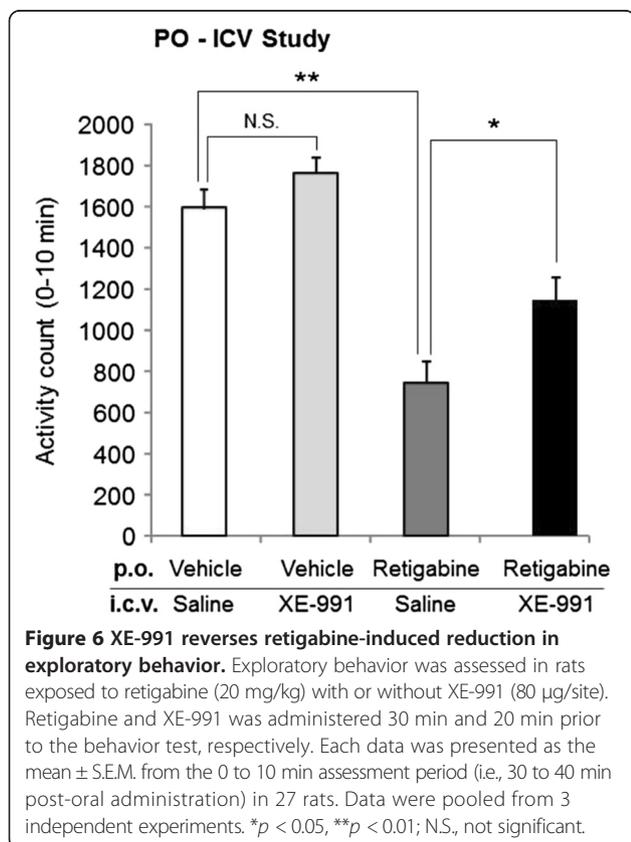 PO - ICV Study
**
N.S.
*
2000
1800
1600
1400
1200
1000
800
600
400
200
0
Activity count (0-10 min)
p.o. Vehicle Vehicle Retigabine Retigabine
i.c.v. Saline XE-991 Saline XE-991
Figure 6 XE-991 reverses retigabine-induced reduction in
exploratory behavior. Exploratory behavior was assessed in rats
exposed to retigabine (20 mg/kg) with or without XE-991 (80 μg/site).
Retigabine and XE-991 was administered 30 min and 20 min prior
to the behavior test, respectively. Each data was presented as the
mean ± S.E.M. from the 0 to 10 min assessment period (i.e., 30 to 40 min
post-oral administration) in 27 rats. Data were pooled from 3
independent experiments. *p < 0.05, **p < 0.01; N.S., not significant.